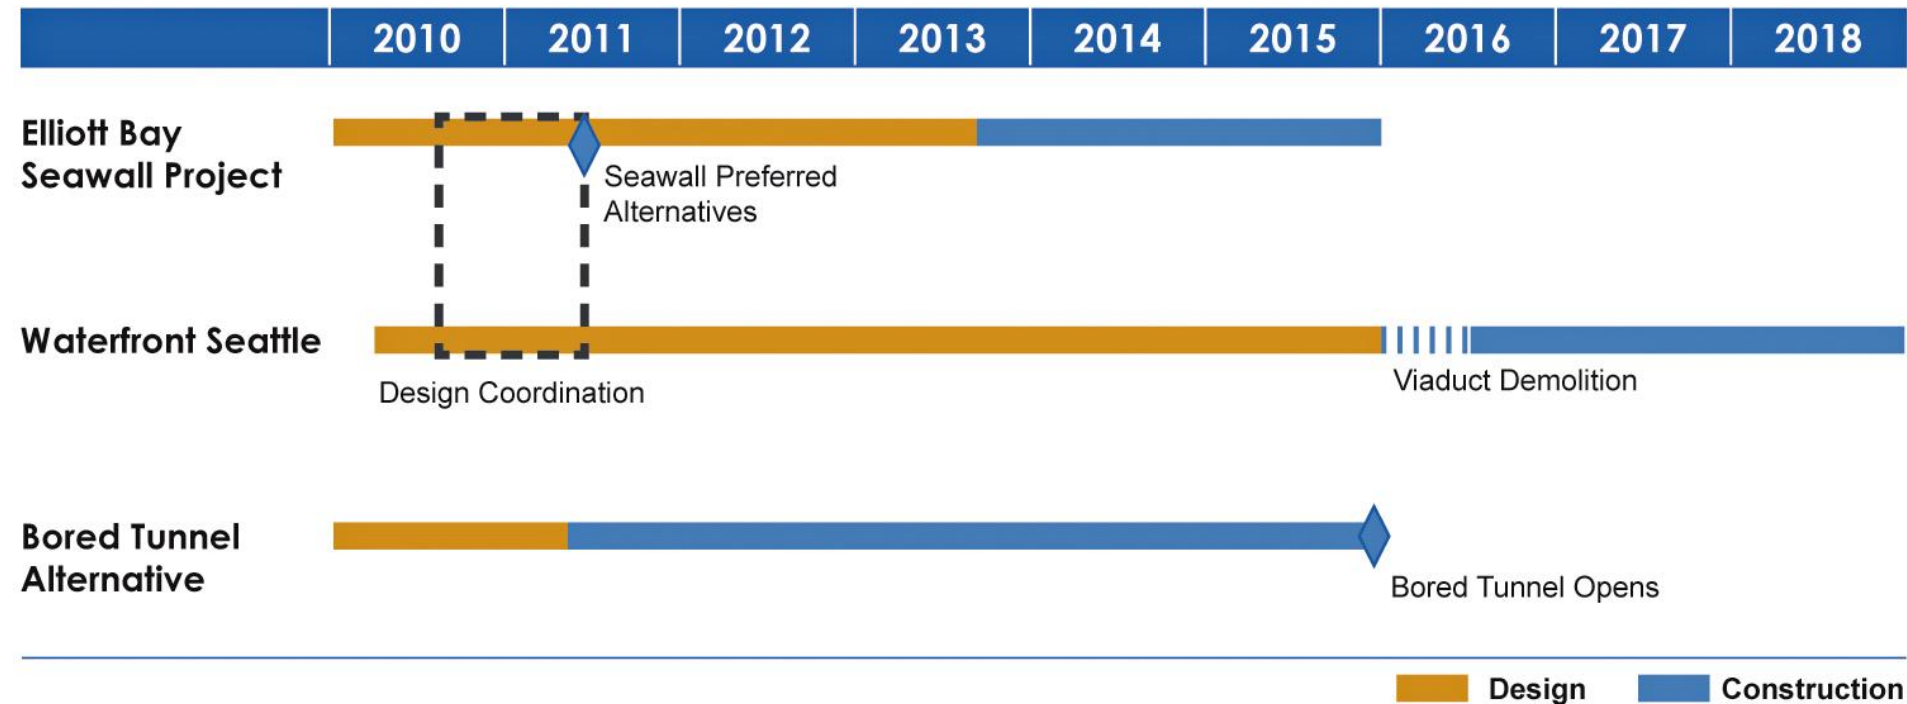 2010 2011 2012 2013 2014 2015 2016 2017 2018
Elliott Bay
Seawall Project
Seawall Preferred
Alternatives
Waterfront Seattle
Design Coordination
Viaduct Demolition
Bored Tunnel
Alternative
Bored Tunnel Opens
Design Construction